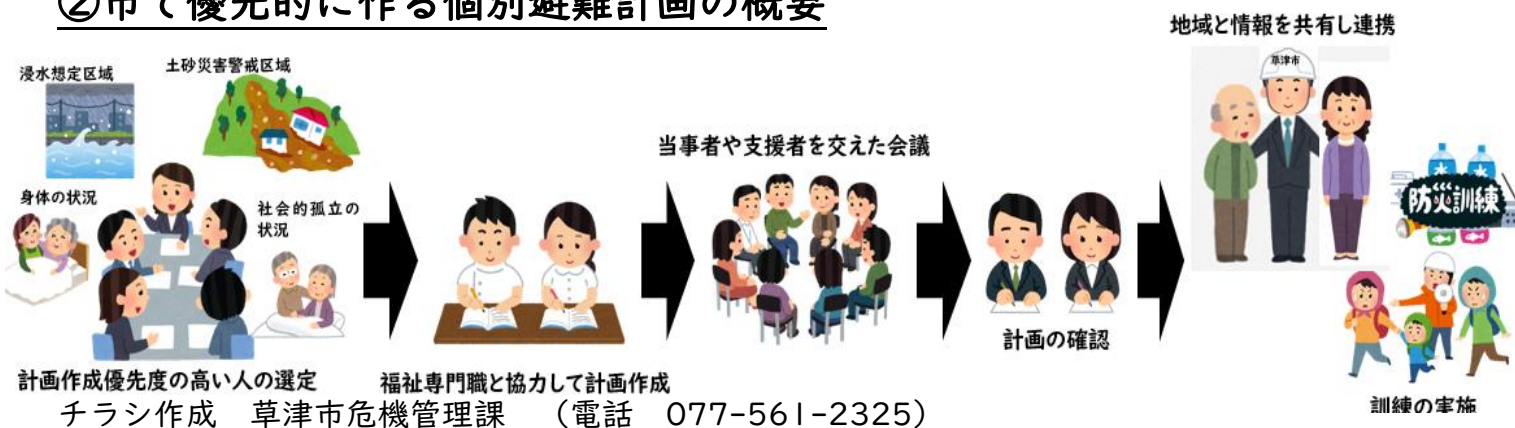 ②市で優先的に作る個別避難計画の概要
浸水想定区域
土砂災害警戒区域
身体の状況
社会的孤立の
状況
計画作成優先度の高い人の選定
福祉専門職と協力して計画作成
当事者や支援者を交えた会議
計画の確認
地域と情報を共有し連携
草津市
水
水
防災訓練
訓練の実施
チラシ作成 草津市危機管理課 (電話 077-561-2325)